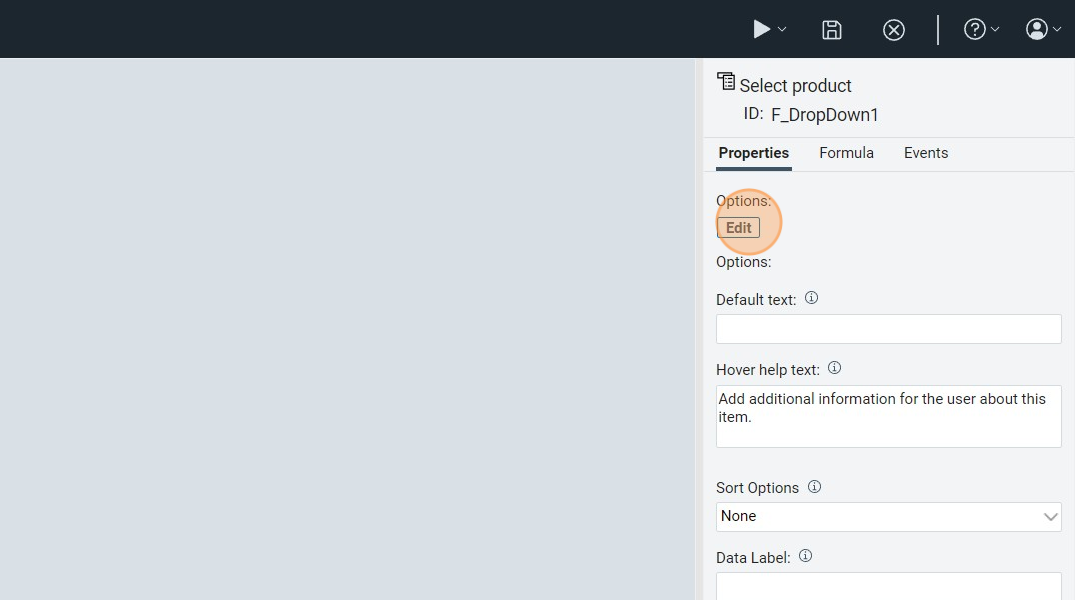 Select product
ID: F_DropDown1
Properties Formula Events
Options:
Edit
Options:
Default text:
Hover help text:
Add additional information for the user about this
item.
Sort Options
None
Data Label: